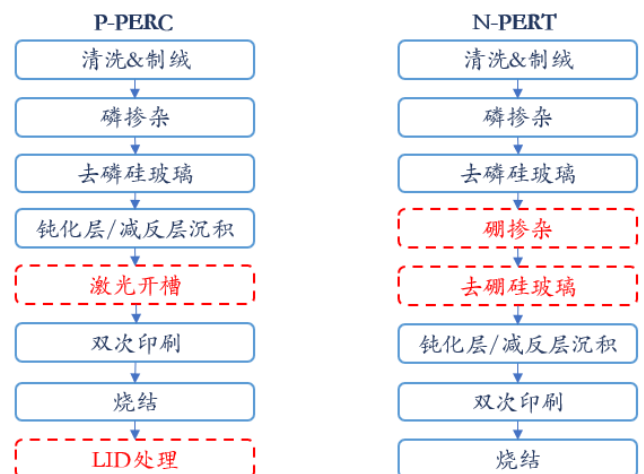 P-PERC
清洗&制绒
磷掺杂
去磷硅玻璃
钝化层/减反层沉积
激光开槽
双次印刷
烧结
LID处理
N-PERT
清洗&制绒
磷掺杂
去磷硅玻璃
硼掺杂
去硼硅玻璃
钝化层/减反层沉积
双次印刷
烧结